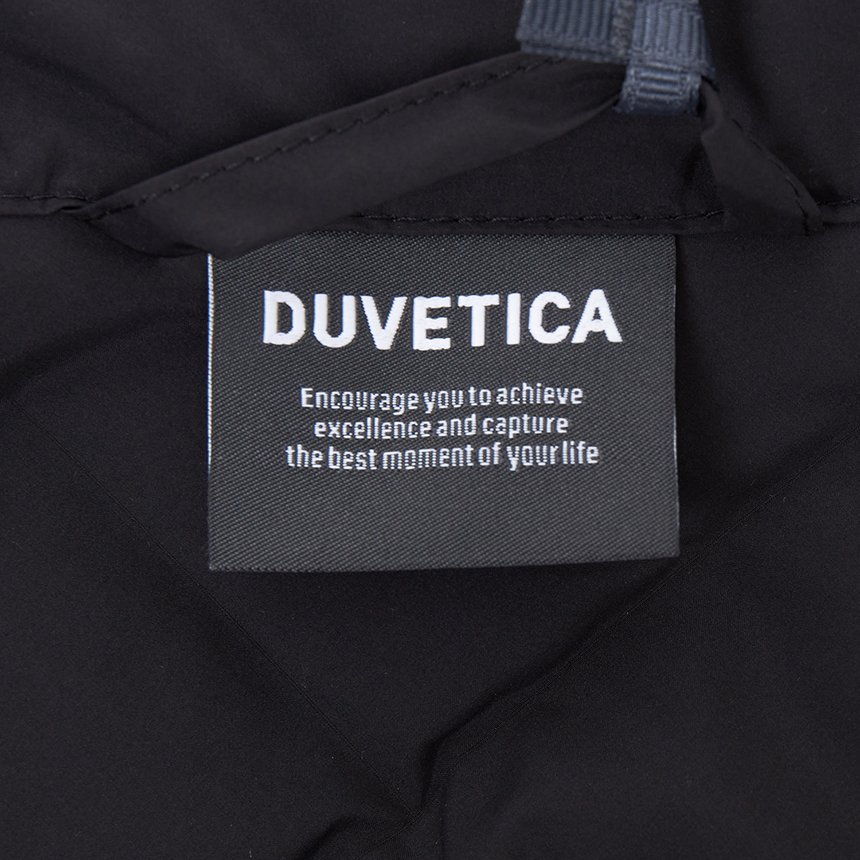 DUVETICA
Encourage you to achieve
excellence and capture
the best moment of your life